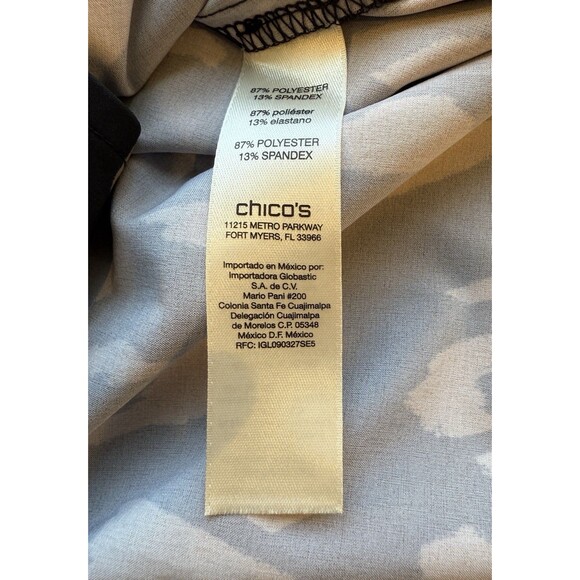 87% POLYESTER
13% SPANDEX
87% poliéster
13% elastano
87% POLYESTER
13% SPANDEX
chico's
11215 METRO PARKWAY
FORT MYERS, FL 33966
Importado en México por:
Importadora Globastic
S.A. de C.V.
Mario Pani #200
Colonia Santa Fe Cuajimalpa
Delegación Cuajimalpa
de Morelos C.P. 05348
México D.F. México
RFC: IGL090327SE5